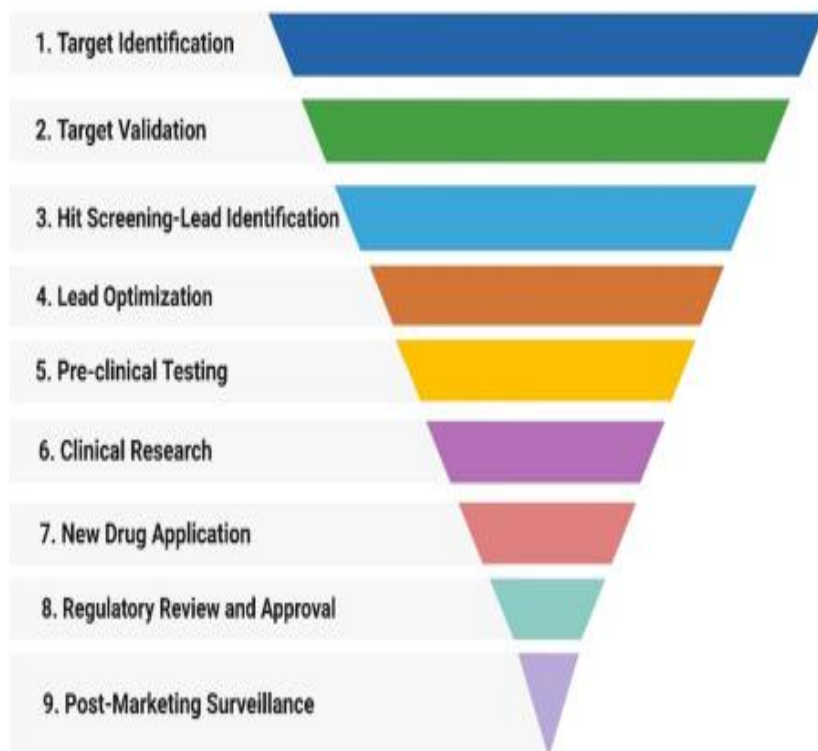 1. Target Identification
2. Target Validation
3. Hit Screening-Lead Identification
4. Lead Optimization
5. Pre-clinical Testing
6. Clinical Research
7. New Drug Application
8. Regulatory Review and Approval
9. Post-Marketing Surveillance